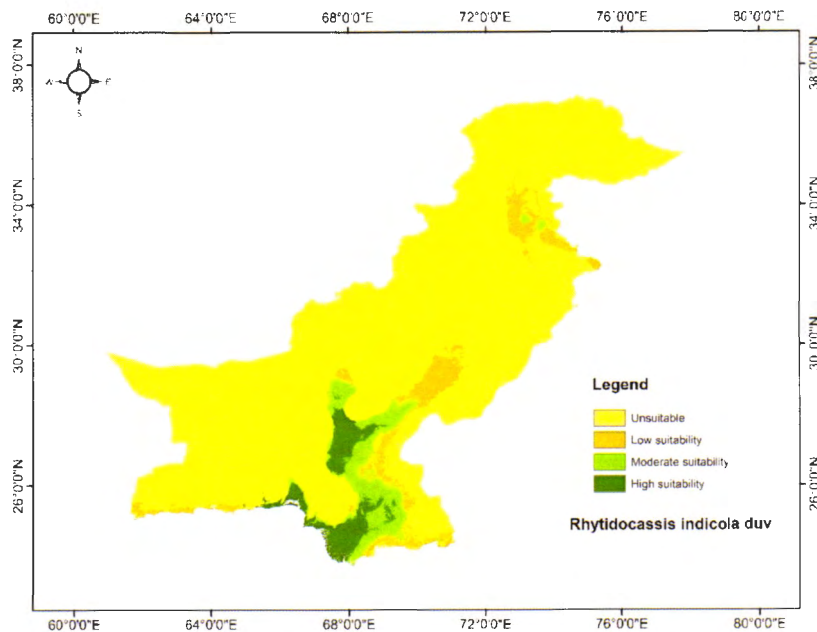 60°0'0"E 64°0'0"E 68°0'0"E 72°0'0"E 76°0'0"E 80°0'0"E
38°0'0"N 38°0'0"N
N
E
S
34°0'0"N 34°0'0"N
30°0'0"N 30°0'0"N
Legend
Unsuitable
Low suitability
Moderate suitability
High suitability
26°0'0"N 26°0'0"N
Rhytidocassis indicola duv
60°0'0"E 64°0'0"E 68°0'0"E 72°0'0"E 76°0'0"E 80°0'0"E